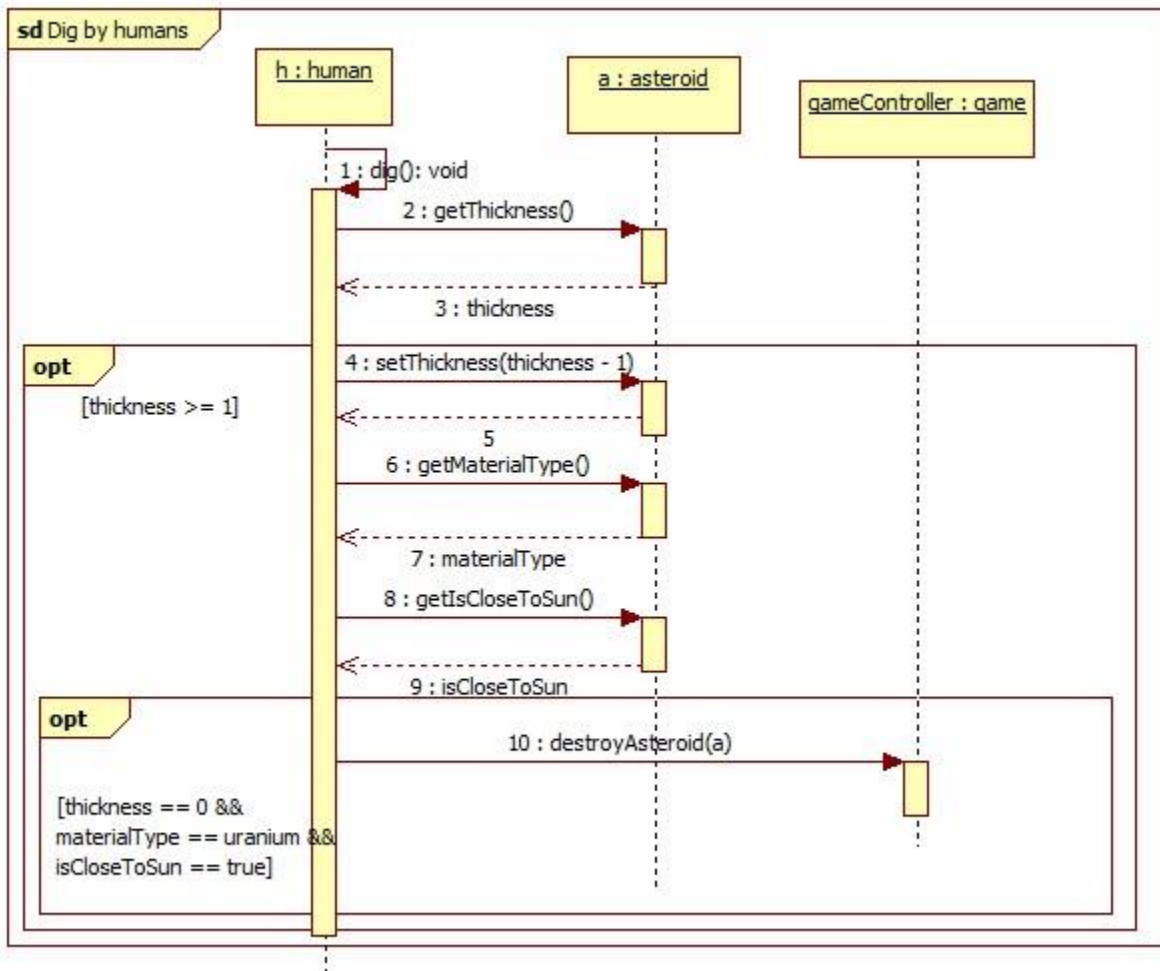 sd Dig by humans
h : human
a : asteroid
gameController : game
1 : dig(): void
2 : getThickness()
3 : thickness
opt
4 : setThickness(thickness - 1)
[thickness >= 1]
5
6 : getMaterialType()
7 : materialType
8 : getIsCloseToSun()
9 : isCloseToSun
opt
10 : destroyAsteroid(a)
[thickness == 0 &&
materialType == uranium &&
isCloseToSun == true]